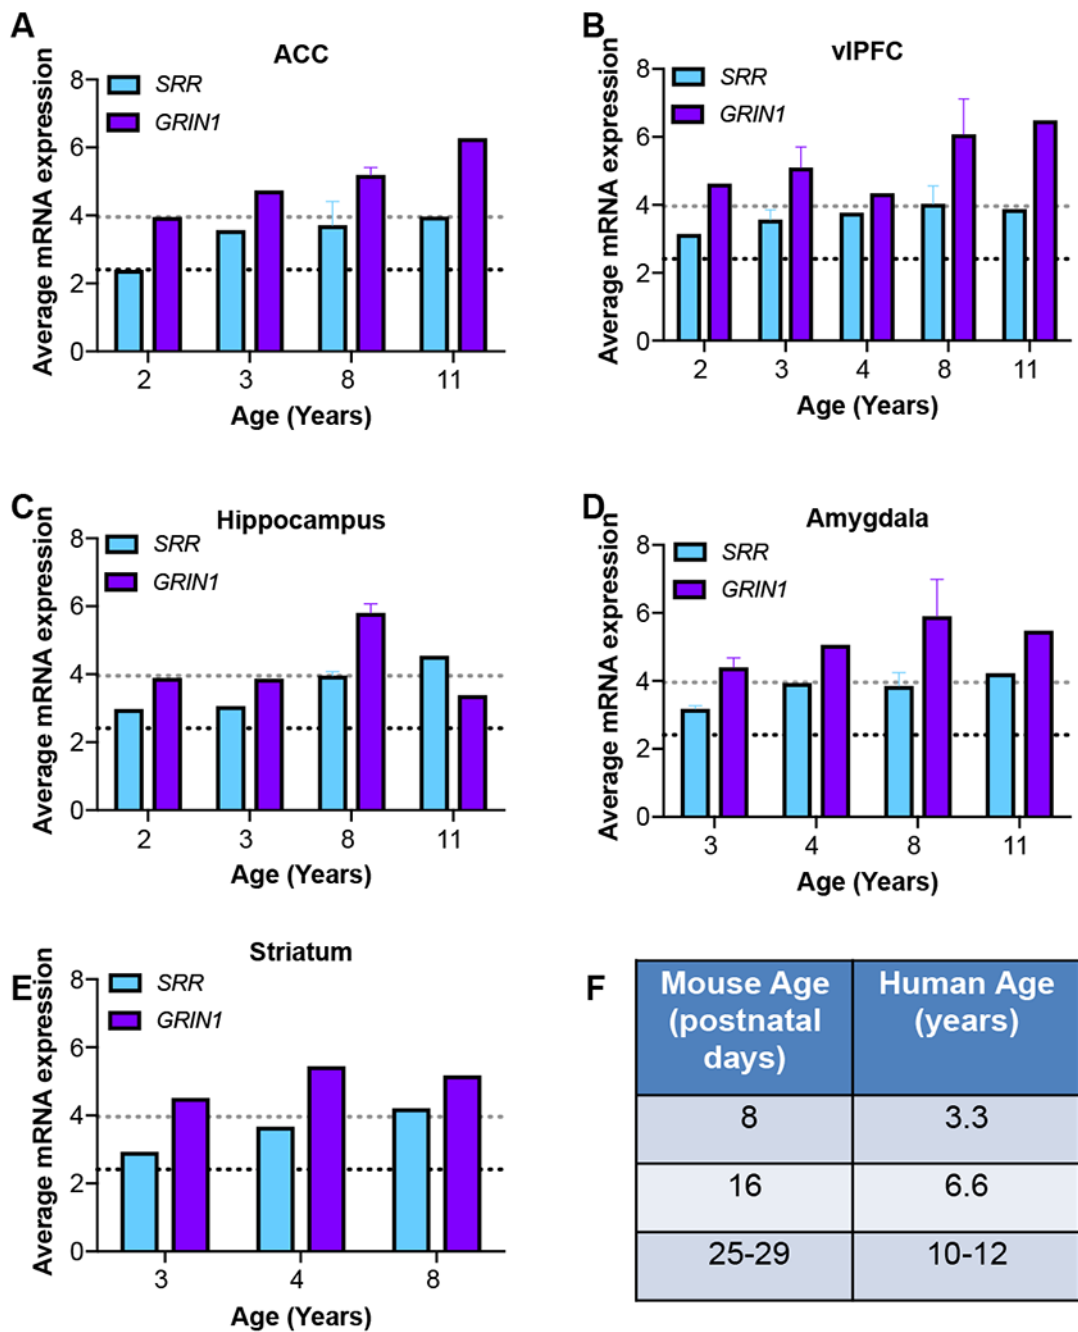 A
ACC
SRR
GRIN1
Average mRNA expression
8
6
4
2
0
2 3 8 11
Age (Years)
B
vlPFC
SRR
GRIN1
Average mRNA expression
8
6
4
2
0
2 3 4 8 11
Age (Years)
C
Hippocampus
SRR
GRIN1
Average mRNA expression
8
6
4
2
0
2 3 8 11
Age (Years)
D
Amygdala
SRR
GRIN1
Average mRNA expression
8
6
4
2
0
3 4 8 11
Age (Years)
E
Striatum
SRR
GRIN1
Average mRNA expression
8
6
4
2
0
3 4 8
Age (Years)
F
Mouse Age Human Age
(postnatal (years)
days)
8 3.3
16 6.6
25-29 10-12